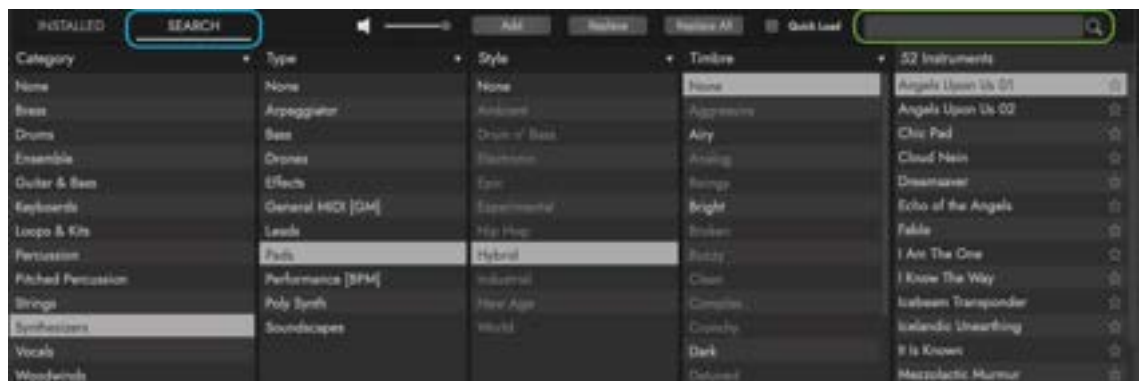 INSTALLED SEARCH Add Replace Replace All Quick Load
Category Type Style Timbre 52 Instruments
None None None None Angels Upon Us 01
Brass Arpeggiator Ambient Aggressive Angels Upon Us 02
Drums Bass Drum n' Bass Airy Chic Pad
Ensemble Drones Electronic Analog Cloud Nein
Guitar & Bass Effects Epic Dreamsaver
Keyboards General MIDI [GM] Experimental Bright Echo of the Angels
Loops & Kits Leads Hip Hop Broken Fable
Percussion Pads Hybrid Buzzy I Am The One
Pitched Percussion Performance [BPM] Industrial Clean I Know The Way
Strings Poly Synth New Age Complex Icebeam Transponder
Synthesizers Soundscapes World Crunchy Icelandic Unearthing
Vocals Dark It Is Known
Woodwinds Detuned Mezzolactic Murmur